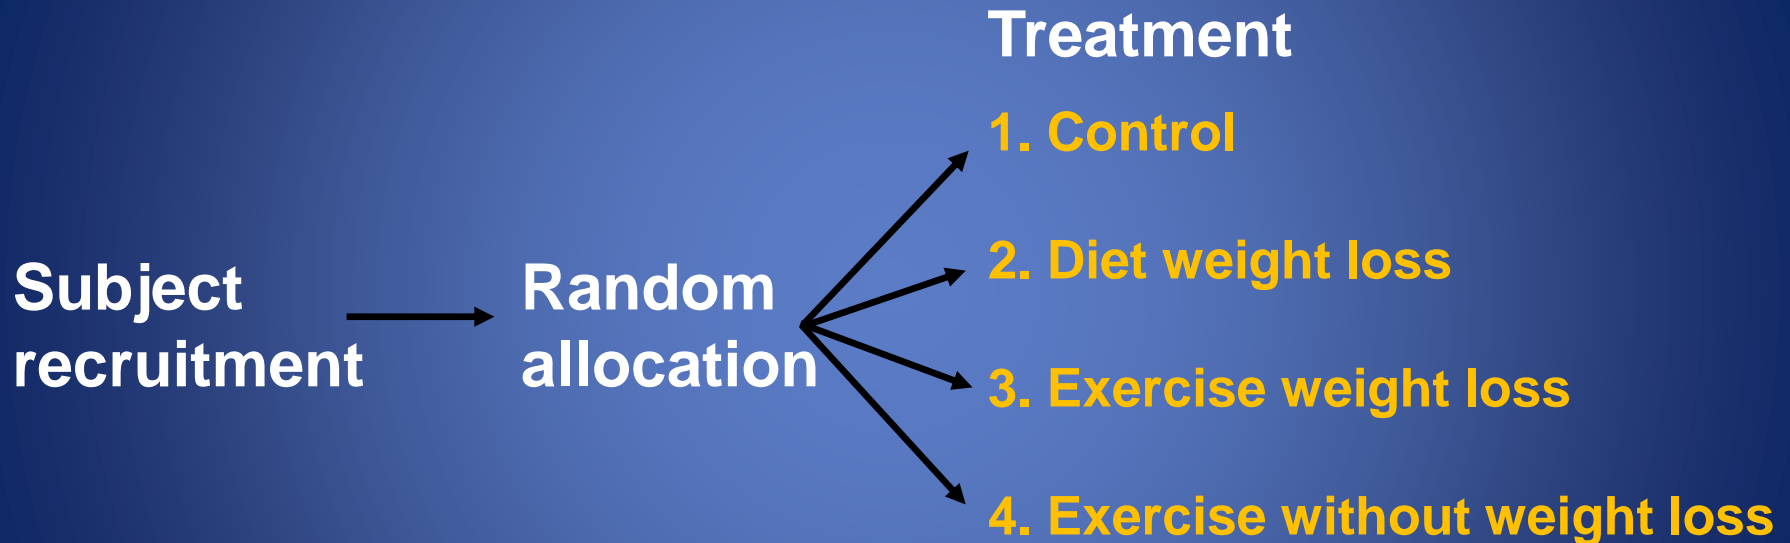 Treatment
1. Control
2. Diet weight loss
Subject
recruitment
Random
allocation
3. Exercise weight loss
4. Exercise without weight loss